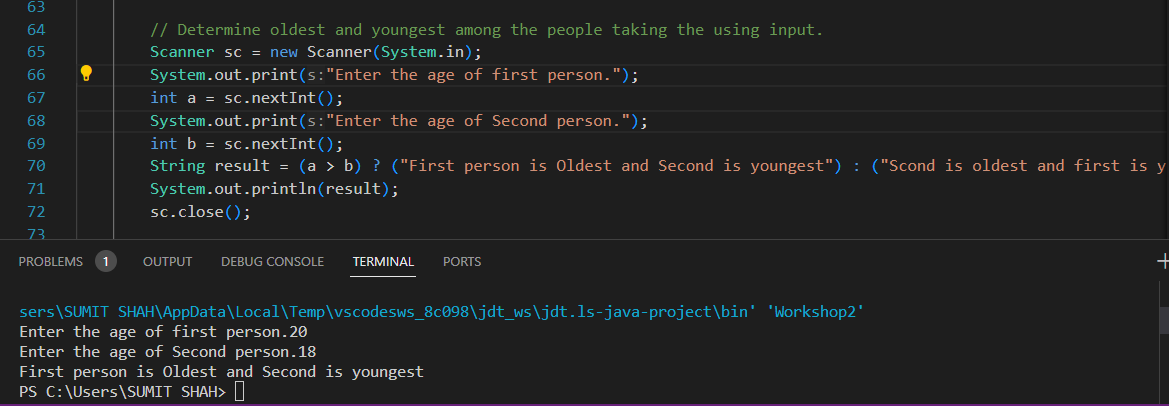 63
64 // Determine oldest and youngest among the people taking the using input.
65 Scanner sc = new Scanner(System.in);
66 System.out.print(s:"Enter the age of first person.");
67 int a = sc.nextInt();
68 System.out.print(s:"Enter the age of Second person.");
69 int b = sc.nextInt();
70 String result = (a > b) ? ("First person is Oldest and Second is youngest") : ("Scond is oldest and first is y
71 System.out.println(result);
72 sc.close();
73
PROBLEMS 1 OUTPUT DEBUG CONSOLE TERMINAL PORTS
sers\SUMIT SHAH\AppData\Local\Temp\vscodesws_8c098\jdt_ws\jdt.ls-java-project\bin' 'Workshop2'
Enter the age of first person.20
Enter the age of Second person.18
First person is Oldest and Second is youngest
PS C:\Users\SUMIT SHAH>